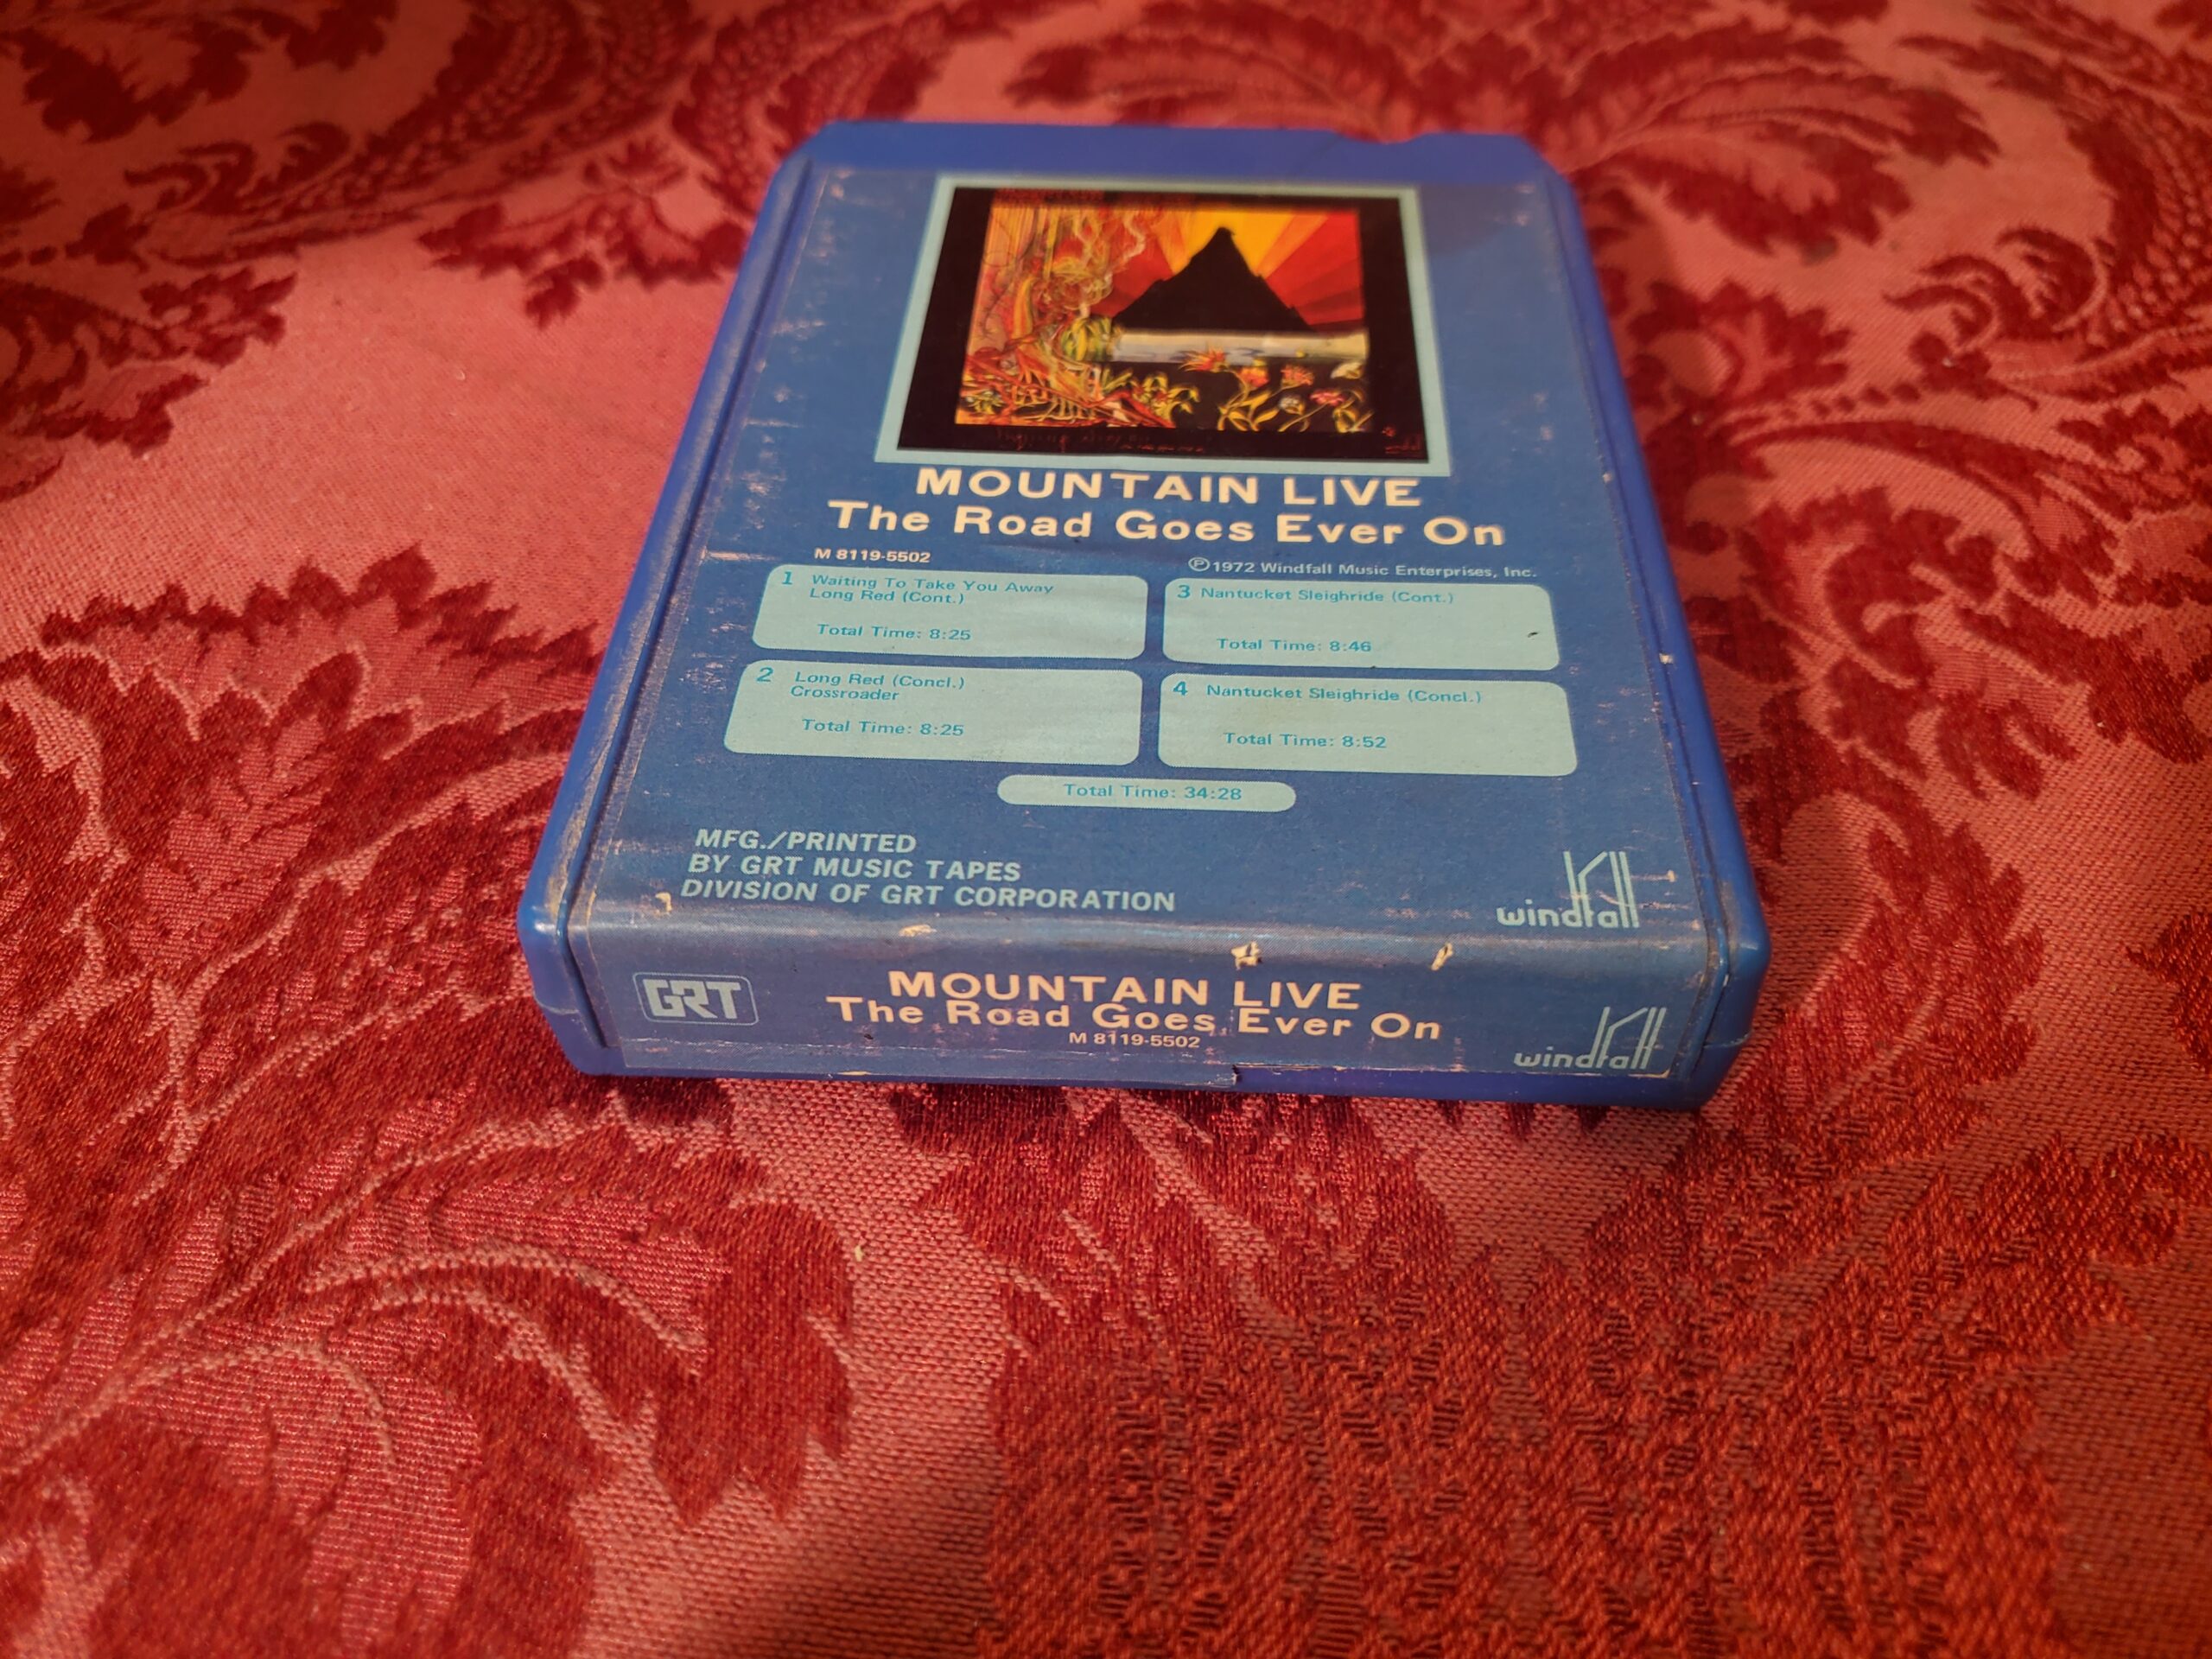 MOUNTAIN LIVE
The Road Goes Ever On
M 8119-5502
Ⓟ1972 Windfall Music Enterprises, Inc.
1 Waiting To Take You Away
Long Red (Cont.)
Total Time: 8:25
2 Long Red (Concl.)
Crossroader
Total Time: 8:25
3 Nantucket Sleighride (Cont.)
Total Time: 8:46
4 Nantucket Sleighride (Concl.)
Total Time: 8:52
Total Time: 34:28
MFG./PRINTED
BY GRT MUSIC TAPES
DIVISION OF GRT CORPORATION
windfall
GRT
MOUNTAIN LIVE
The Road Goes Ever On
M 8119-5502
windfall